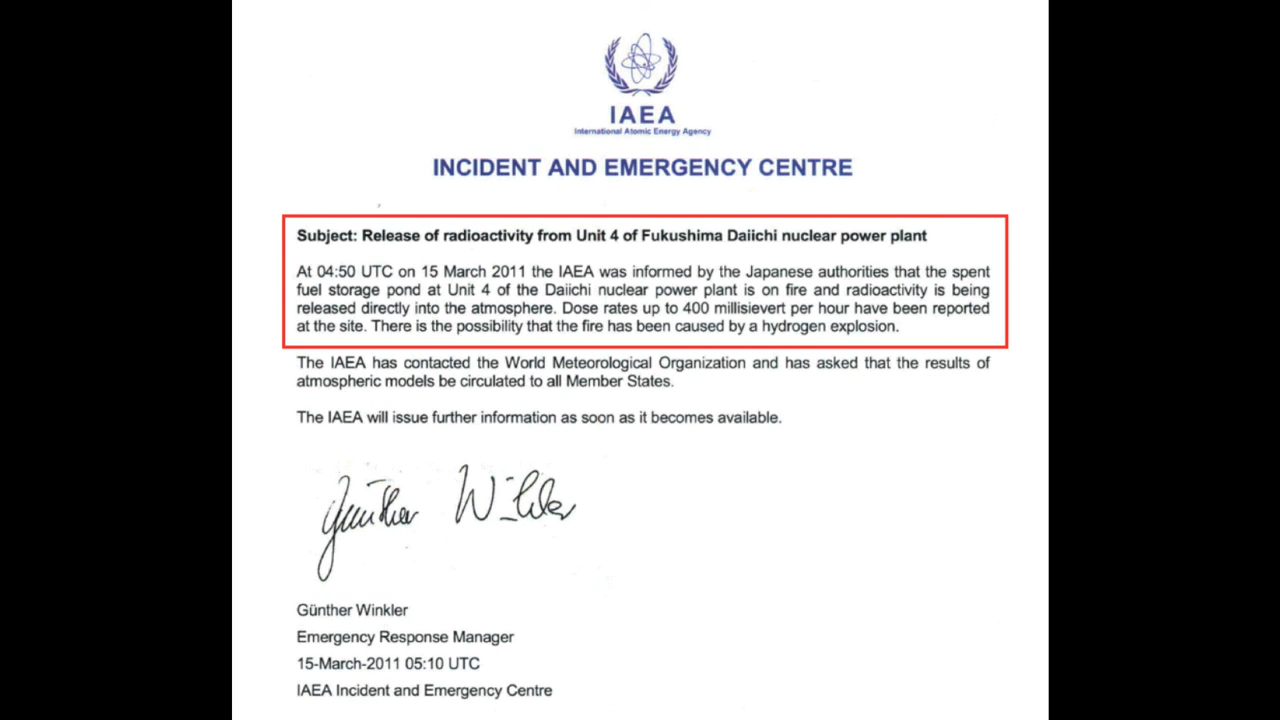 IAEA
International Atomic Energy Agency
INCIDENT AND EMERGENCY CENTRE
Subject: Release of radioactivity from Unit 4 of Fukushima Daiichi nuclear power plant
At 04:50 UTC on 15 March 2011 the IAEA was informed by the Japanese authorities that the spent
fuel storage pond at Unit 4 of the Daiichi nuclear power plant is on fire and radioactivity is being
released directly into the atmosphere. Dose rates up to 400 millisievert per hour have been reported
at the site. There is the possibility that the fire has been caused by a hydrogen explosion.
The IAEA has contacted the World Meteorological Organization and has asked that the results of
atmospheric models be circulated to all Member States.
The IAEA will issue further information as soon as it becomes available.
Günther Winkler
Günther Winkler
Emergency Response Manager
15-March-2011 05:10 UTC
IAEA Incident and Emergency Centre